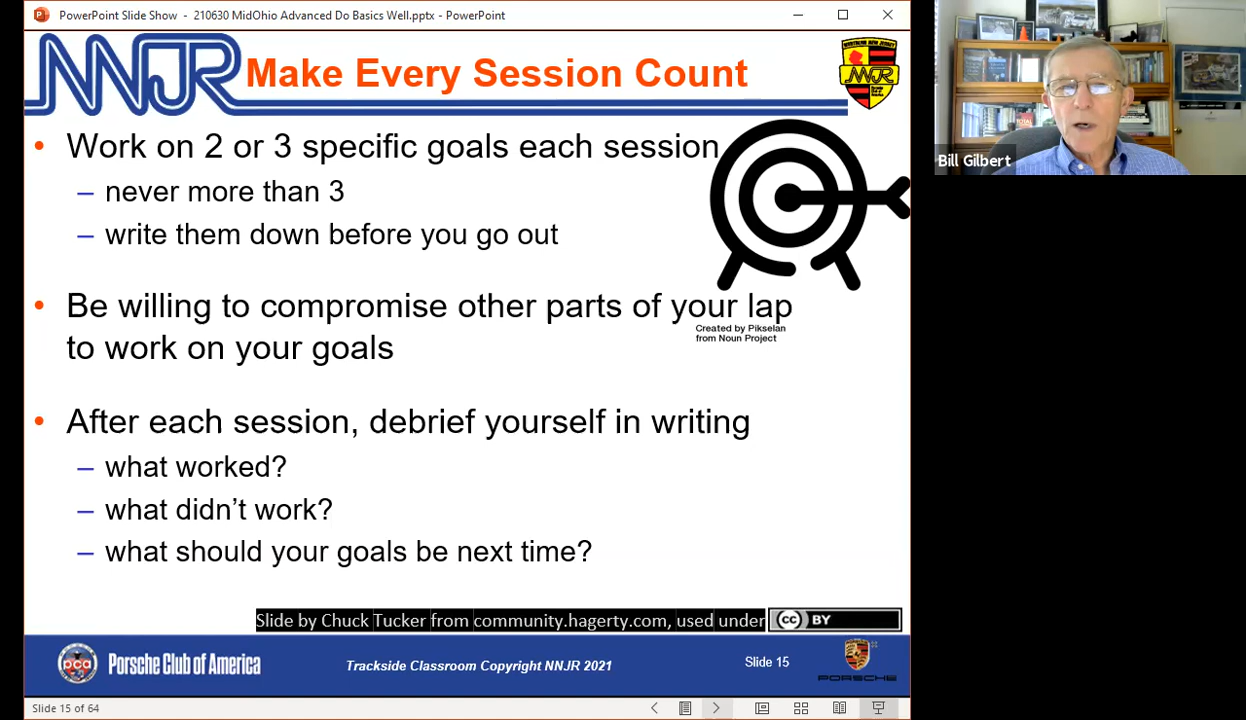 PowerPoint Slide Show - 210630 MidOhio Advanced Do Basics Well.pptx - PowerPoint
NNJR
Make Every Session Count
NNJR
• Work on 2 or 3 specific goals each session
– never more than 3
– write them down before you go out
• Be willing to compromise other parts of your lap
to work on your goals
Created by Pikselan
from Noun Project
• After each session, debrief yourself in writing
– what worked?
– what didn’t work?
– what should your goals be next time?
Slide by Chuck Tucker from community.hagerty.com, used under
cc BY
pca Porsche Club of America
Trackside Classroom Copyright NNJR 2021
Slide 15
PORSCHE
Slide 15 of 64
Bill Gilbert